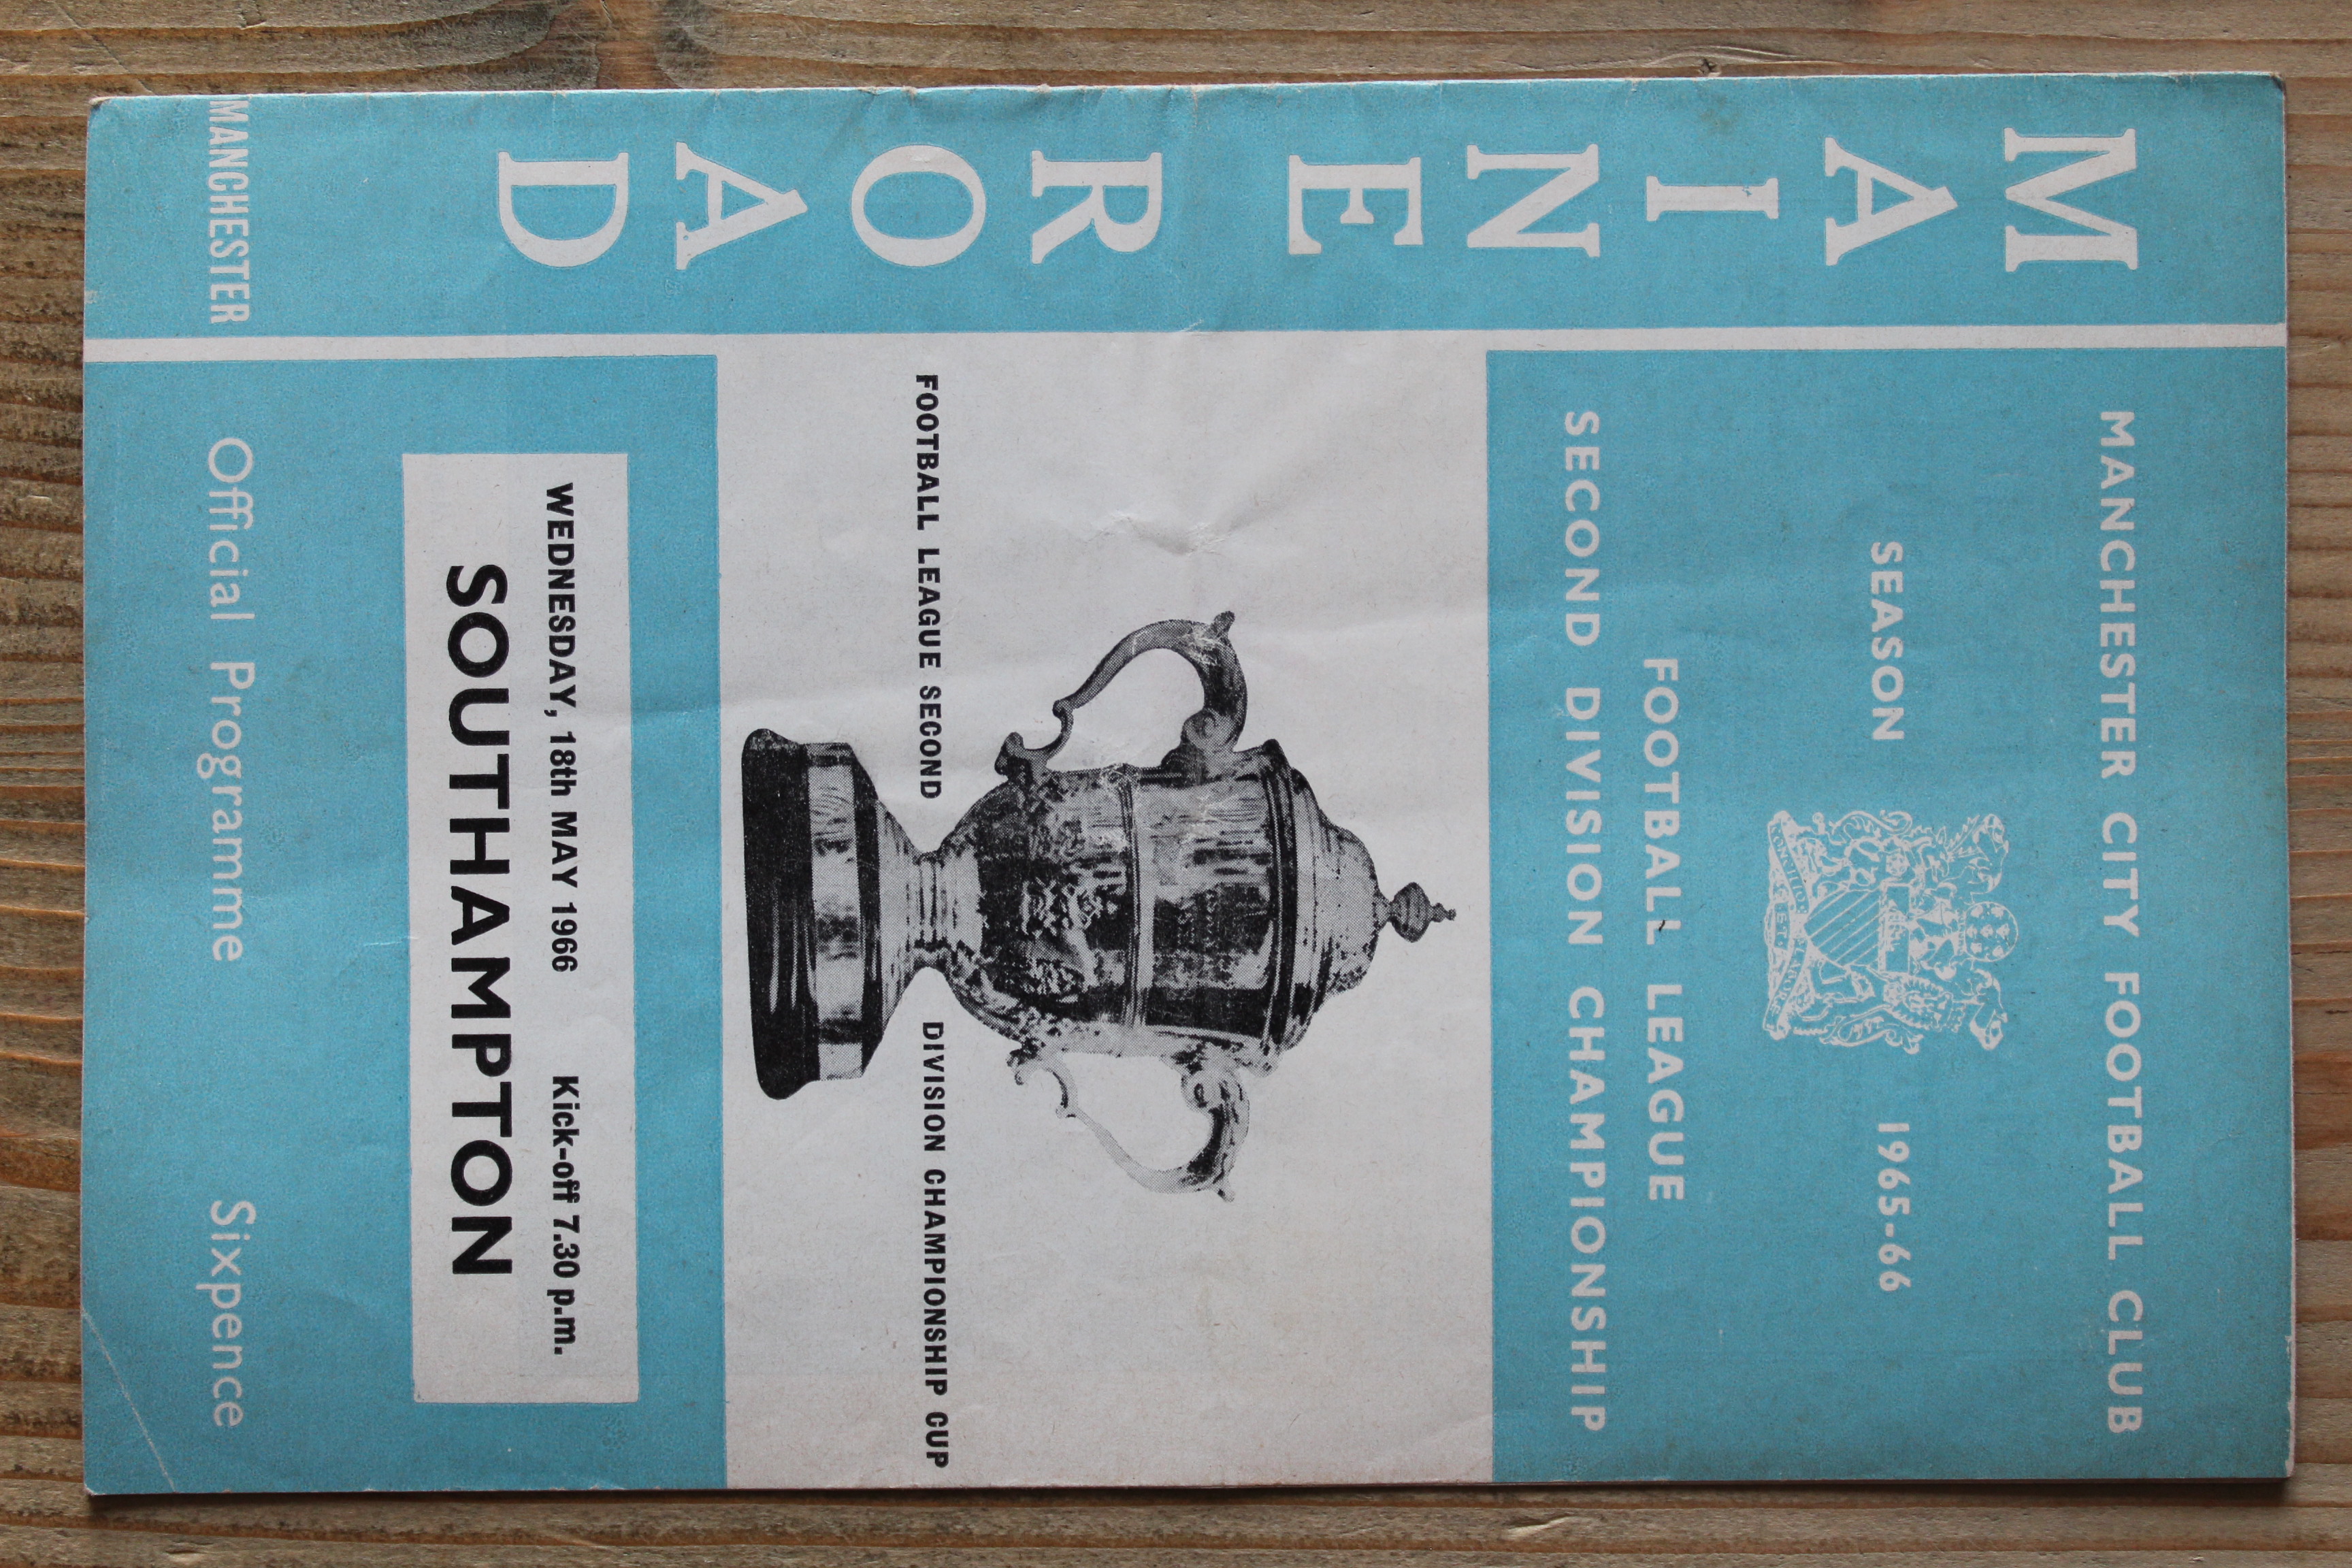 MAINE ROAD
MANCHESTER
MANCHESTER CITY FOOTBALL CLUB
SEASON 1965-66
FOOTBALL LEAGUE
SECOND DIVISION CHAMPIONSHIP
FOOTBALL LEAGUE SECOND DIVISION CHAMPIONSHIP CUP
WEDNESDAY, 18th MAY 1966 Kick-off 7.30 p.m.
SOUTHAMPTON
Official Programme Sixpence